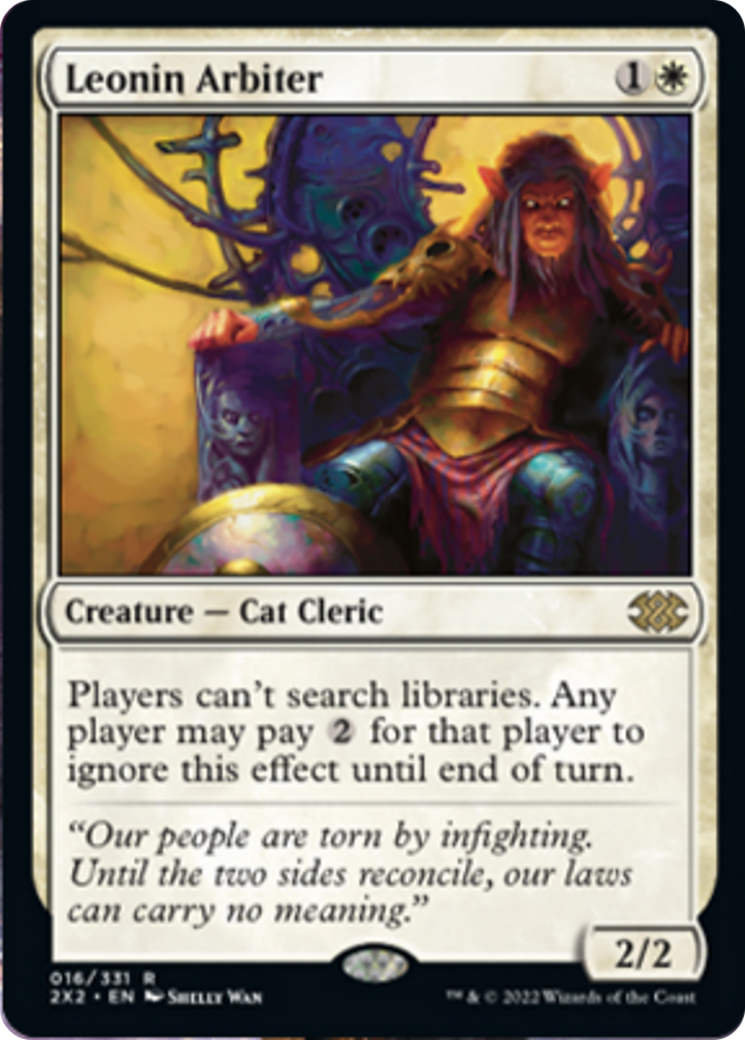 Leonin Arbiter 1
Creature — Cat Cleric
Players can't search libraries. Any
player may pay 2 for that player to
ignore this effect until end of turn.
"Our people are torn by infighting.
Until the two sides reconcile, our laws
can carry no meaning."
2/2
016/331 R
2X2 • EN Shelly Wan
™ & © 2022 Wizards of the Coast